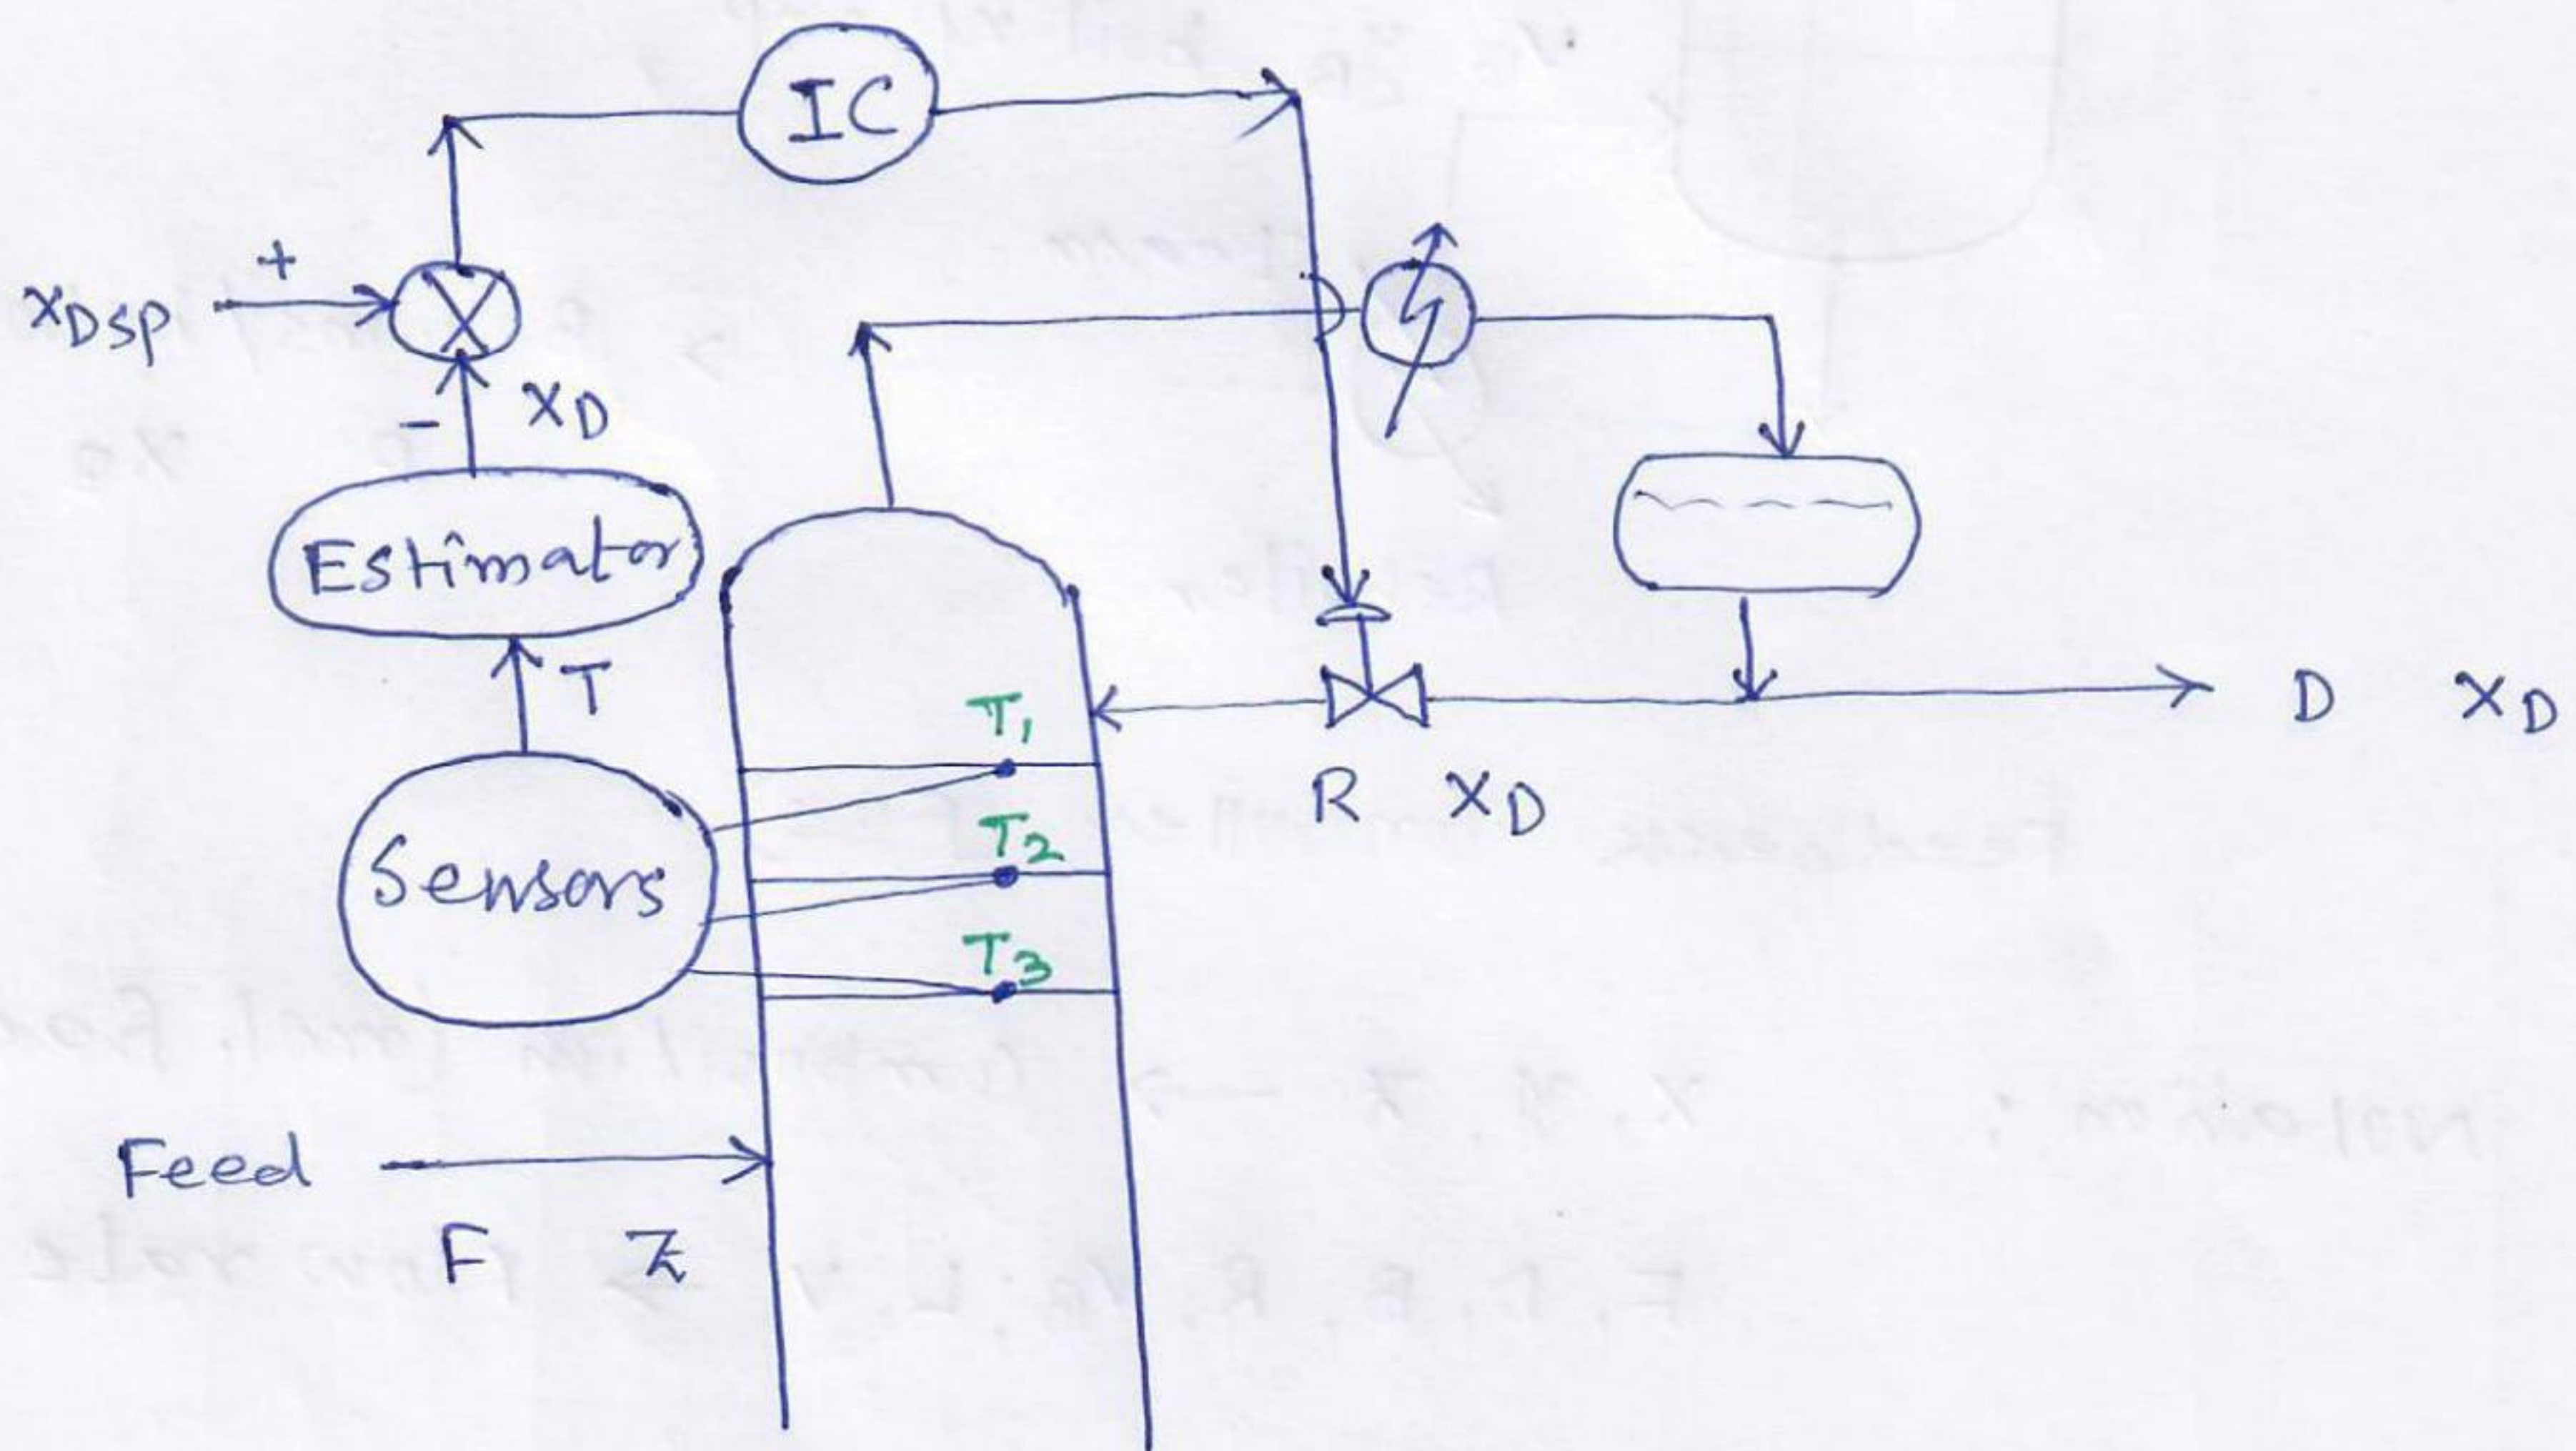 IC
+
XDSP
- XD
Estimator
T
Sensors
T1
T2
T3
Feed
F Z
R XD
D XD